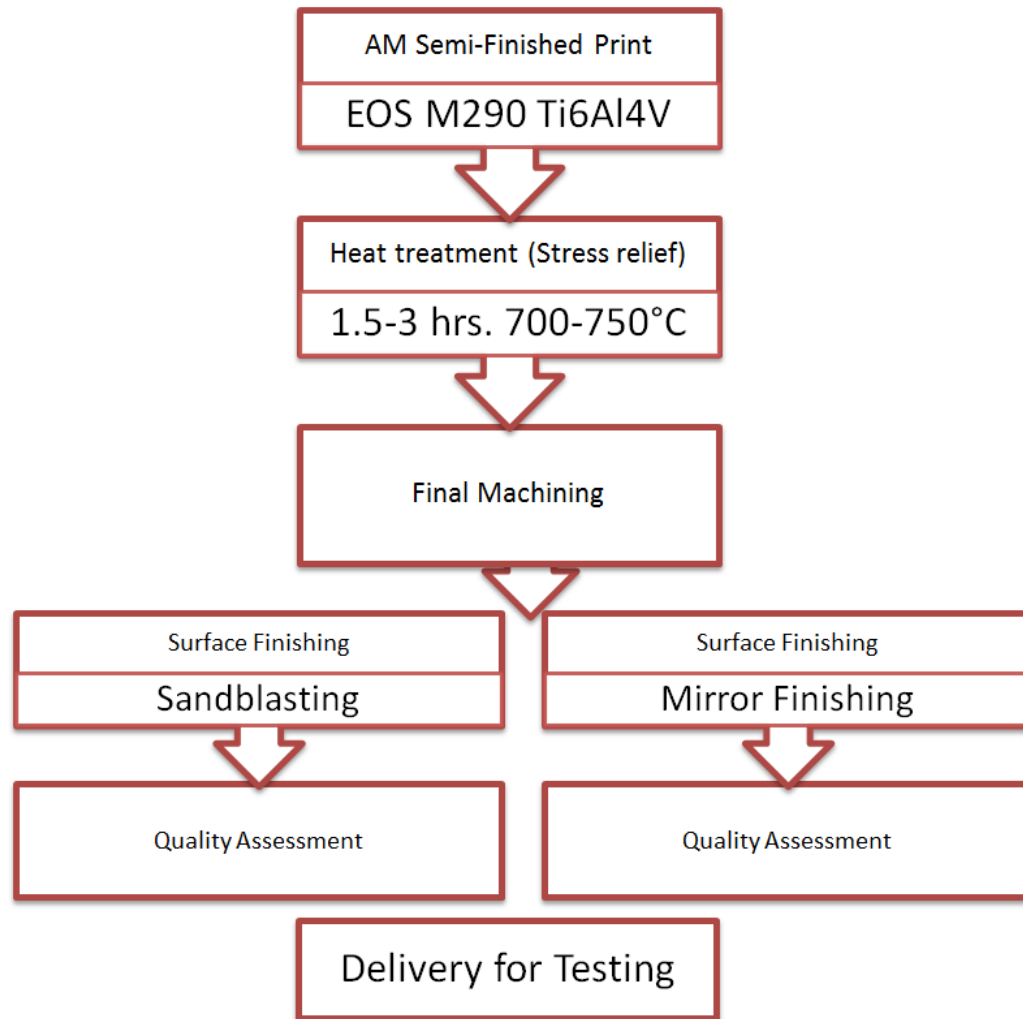 AM Semi-Finished Print
EOS M290 Ti6Al4V
Heat treatment (Stress relief)
1.5-3 hrs. 700-750°C
Final Machining
Surface Finishing
Sandblasting
Surface Finishing
Mirror Finishing
Quality Assessment
Quality Assessment
Delivery for Testing